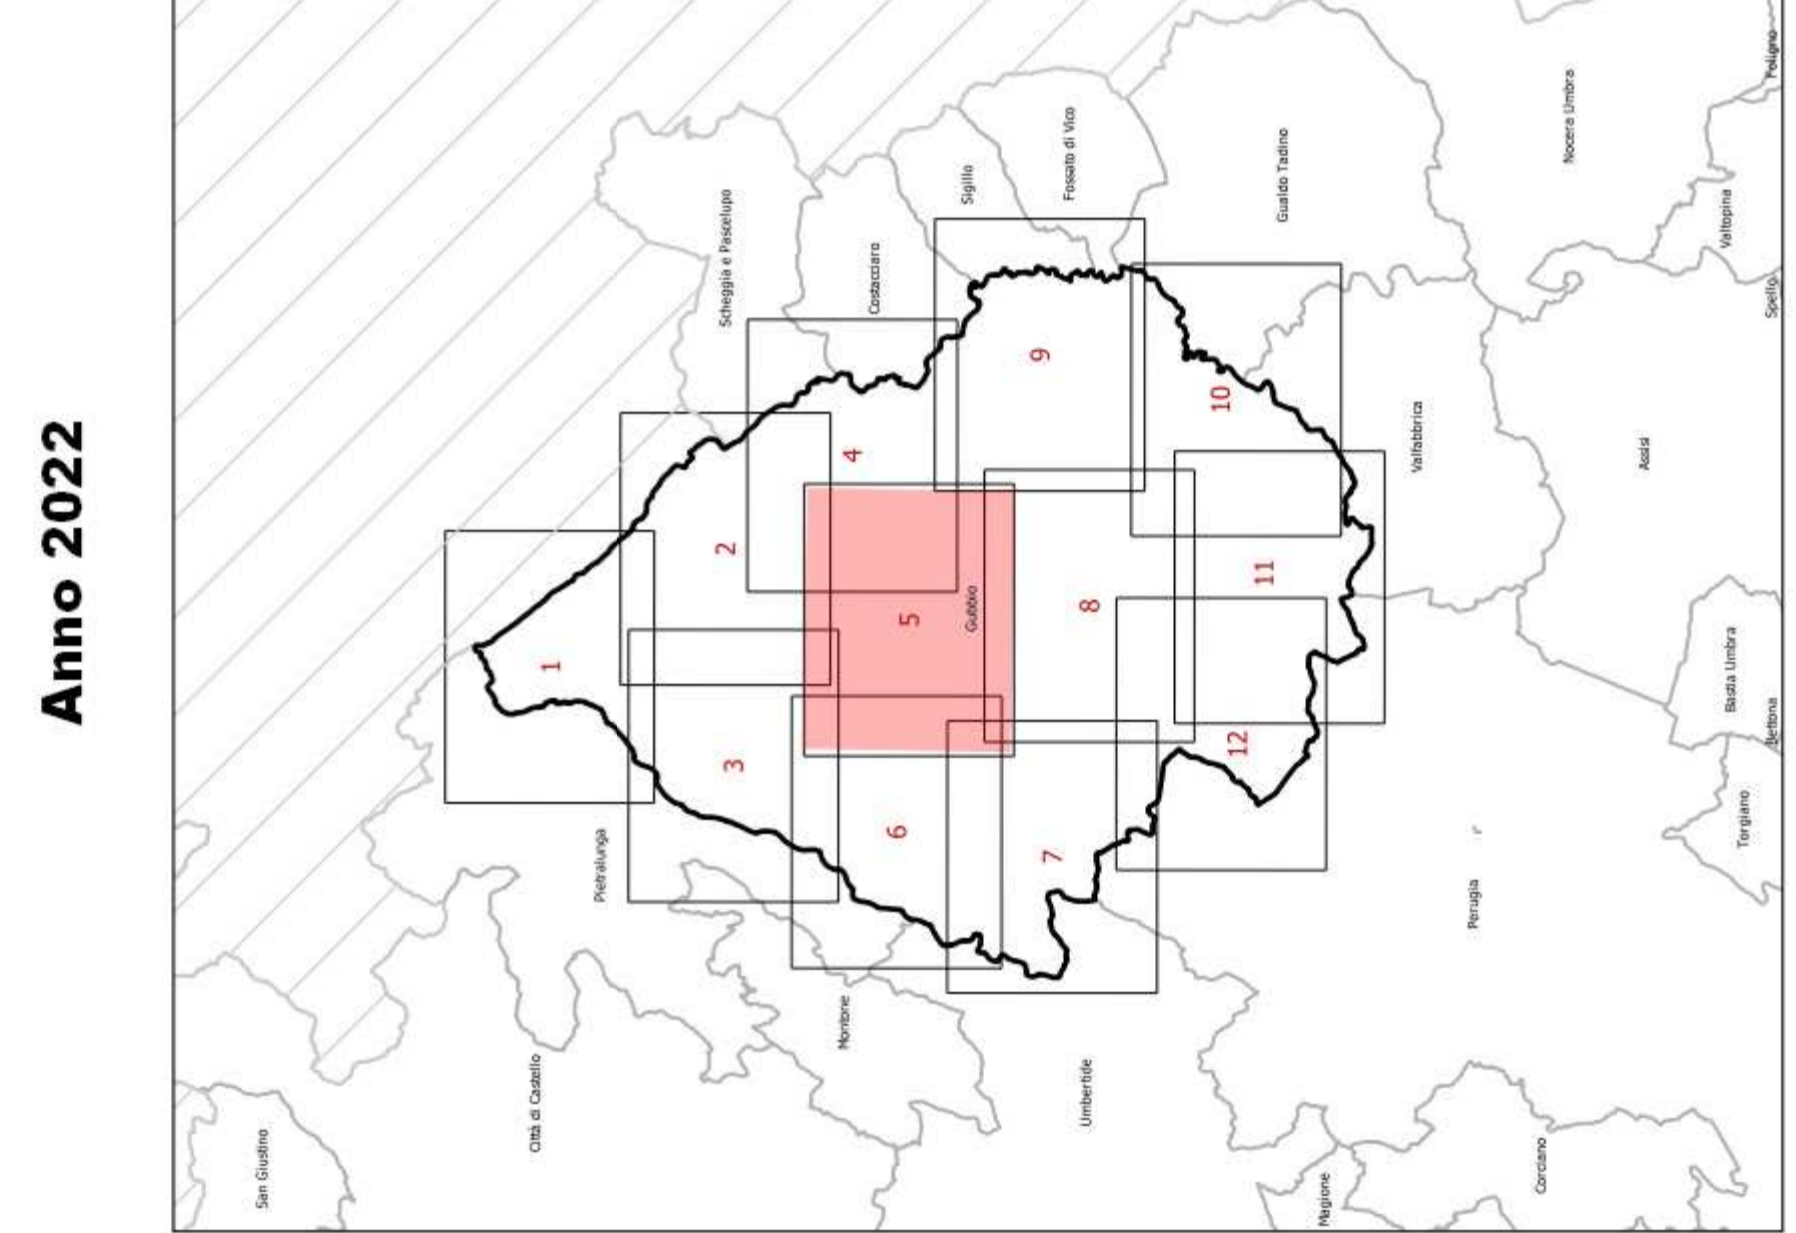 Anno 2022
San Giustino
Città di Castello
1
Pietralunga
3
2
Scheggia e Pascelupo
Montone
4
Costacciaro
6
5
Gubbio
Sigillo
7
9
Fossato di Vico
Umbertide
8
10
12
11
Gualdo Tadino
Magione
Valfabbrica
Perugia
Corciano
Nocera Umbra
Assisi
Torgiano
Bastia Umbra
Valtopina
Bettona
Spello
Foligno